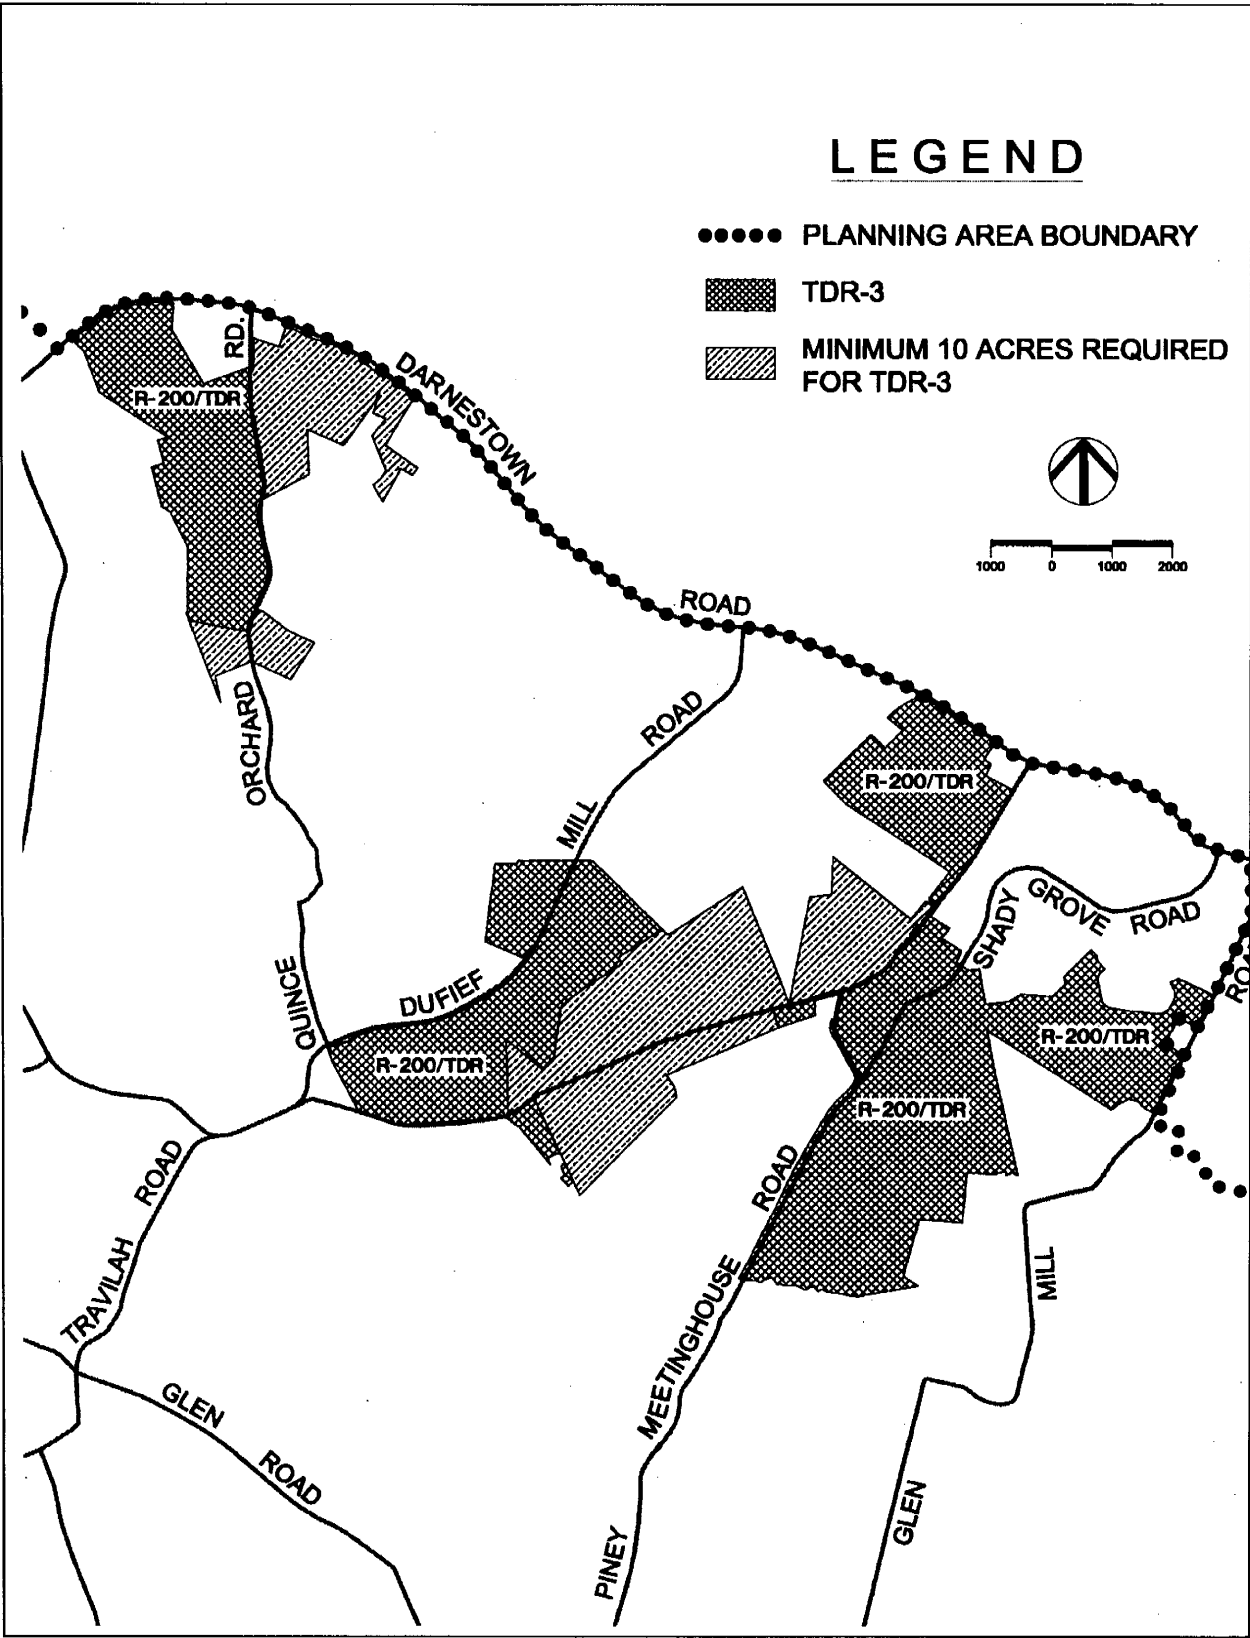 LEGEND
PLANNING AREA BOUNDARY
TDR-3
MINIMUM 10 ACRES REQUIRED
FOR TDR-3
1000 0 1000 2000
RD.
R-200/TDR
DARNESTOWN
ROAD
ORCHARD
ROAD
MILL
R-200/TDR
SHADY
GROVE
ROAD
QUINCE
DUFIEF
R-200/TDR
R-200/TDR
R-200/TDR
ROAD
TRAVILAH
ROAD
MEETINGHOUSE
PINEY
MILL
GLEN
GLEN
ROAD